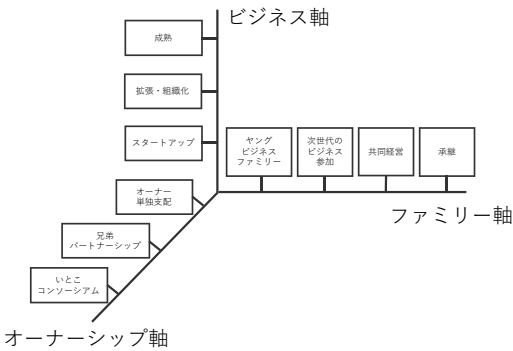 ビジネス軸
成熟
拡張・組織化
スタートアップ
ヤング
ビジネス
ファミリー
次世代の
ビジネス
参加
共同経営
承継
ファミリー軸
オーナー
単独支配
兄弟
パートナーシップ
いとこ
コンソーシアム
オーナーシップ軸